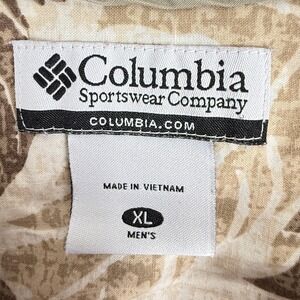 Columbia
Sportswear Company
COLUMBIA.COM
MADE IN VIETNAM
XL
MEN'S